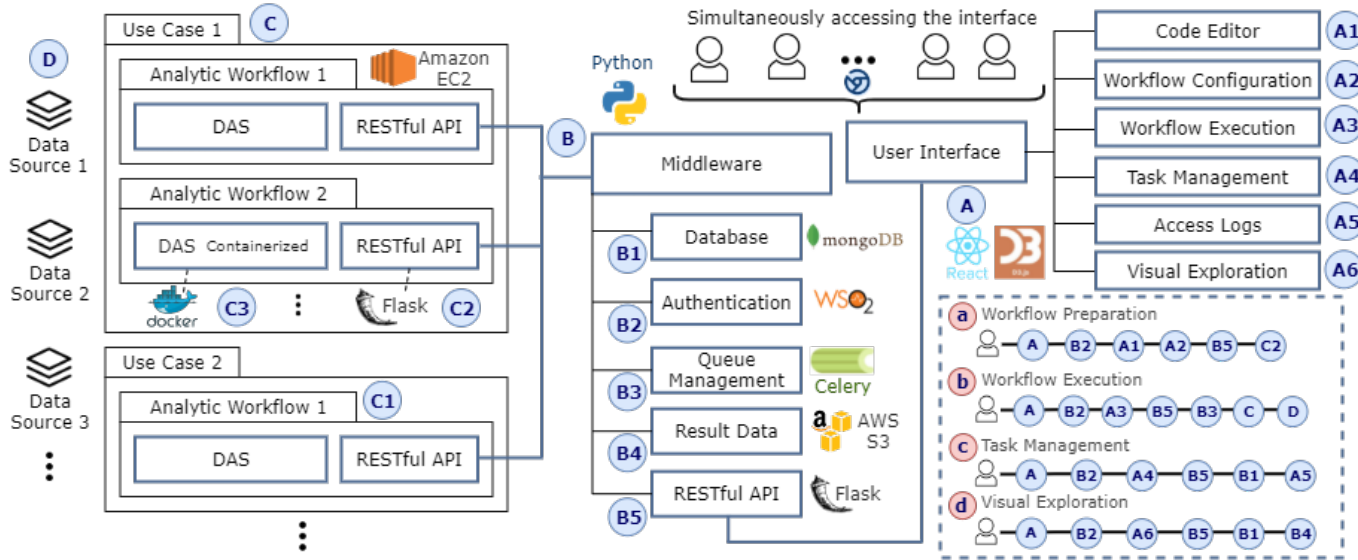 D
Data
Source 1
Data
Source 2
Data
Source 3
Use Case 1
C
Analytic Workflow 1
Amazon
EC2
DAS
RESTful API
Analytic Workflow 2
DAS Containerized
RESTful API
docker
C3
Flask
C2
Use Case 2
Analytic Workflow 1
C1
DAS
RESTful API
Python
B
Middleware
B1
Database
mongoDB
B2
Authentication
WSO2
B3
Queue
Management
Celery
B4
Result Data
a
AWS
S3
B5
RESTful API
Flask
Simultaneously accessing the interface
User Interface
A
React
D3
Code Editor
A1
Workflow Configuration
A2
Workflow Execution
A3
Task Management
A4
Access Logs
A5
Visual Exploration
A6
a Workflow Preparation
A B2 A1 A2 B5 C2
b Workflow Execution
A B2 A3 B5 B3 C D
c Task Management
A B2 A4 B5 B1 A5
d Visual Exploration
A B2 A6 B5 B1 B4